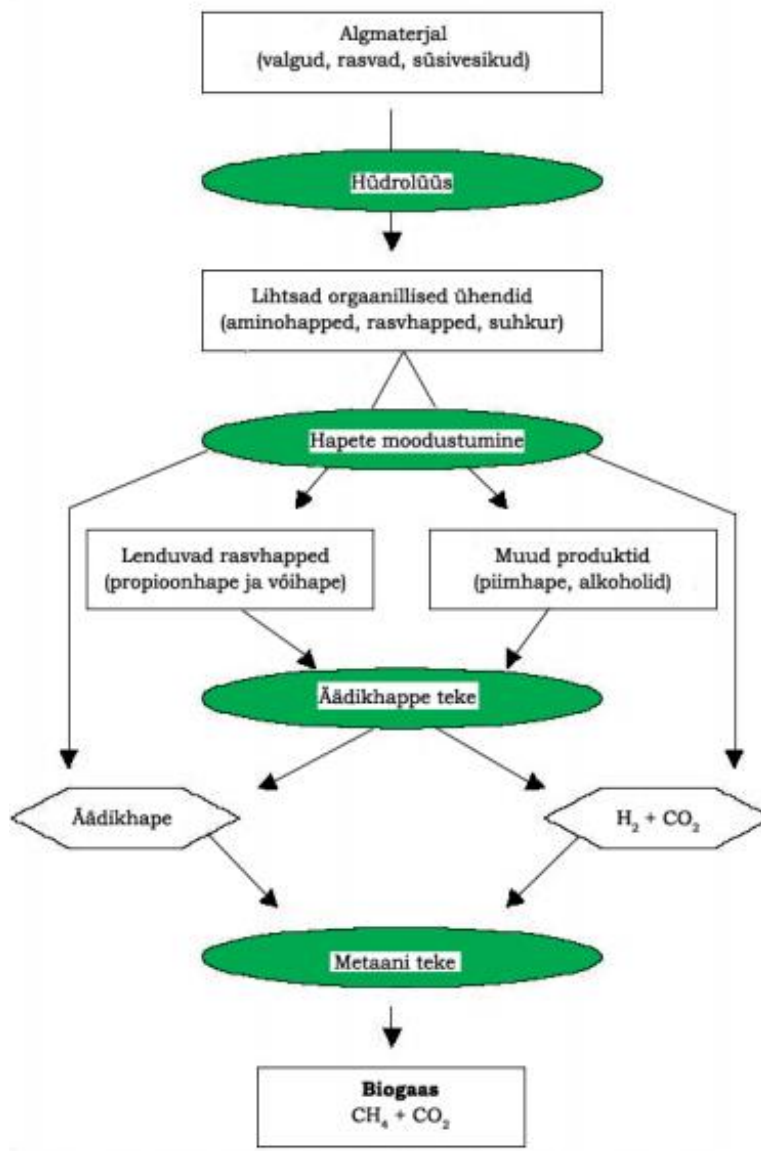 Algmaterjal
(valgud, rasvad, süsivesikud)
Hüdrolüüs
Lihtsad orgaanillised ühendid
(aminohapped, rasvhapped, suhkur)
Hapete moodustumine
Lenduvad rasvhapped
(propioonhape ja võihape)
Muud produktid
(piimhape, alkoholid)
Äädikhappe teke
Äädikhape
H₂ + CO₂
Metaani teke
Biogaas
CH₄ + CO₂